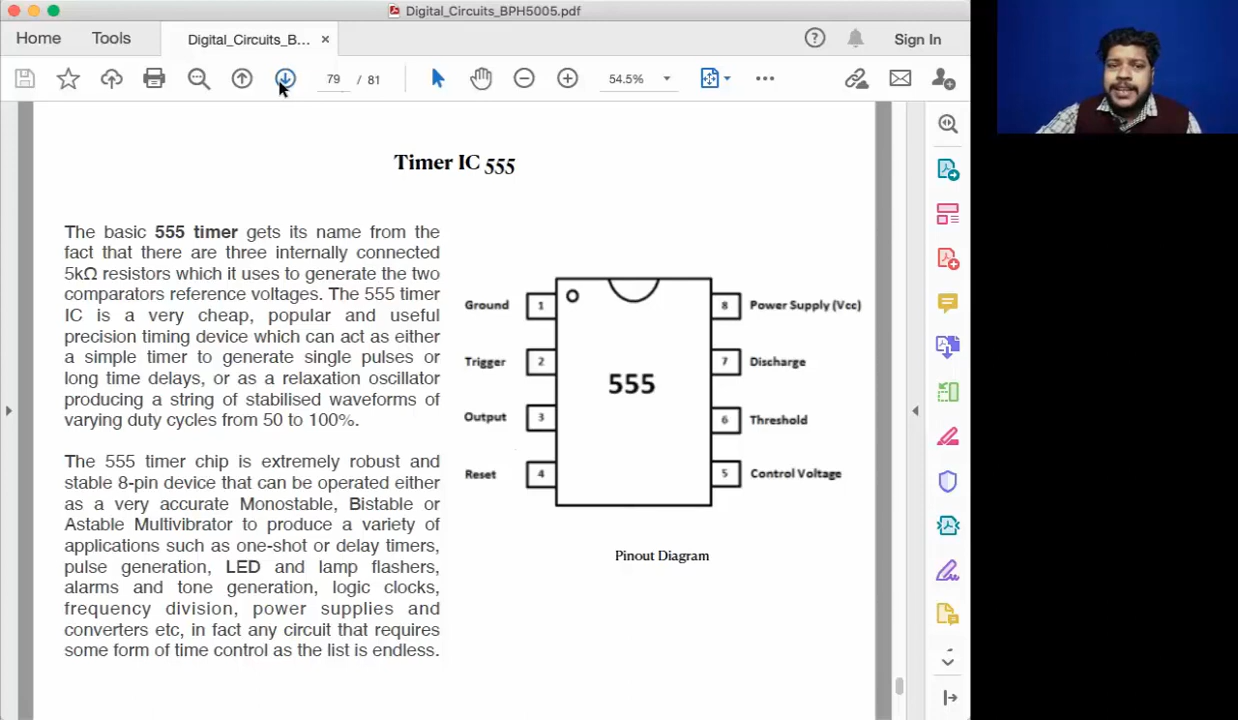 Digital_Circuits_BPH5005.pdf
Home Tools Digital_Circuits_B... × Sign In
79 / 81 54.5%
Timer IC 555
The basic 555 timer gets its name from the
fact that there are three internally connected
5kΩ resistors which it uses to generate the two
comparators reference voltages. The 555 timer
IC is a very cheap, popular and useful
precision timing device which can act as either
a simple timer to generate single pulses or
long time delays, or as a relaxation oscillator
producing a string of stabilised waveforms of
varying duty cycles from 50 to 100%.
The 555 timer chip is extremely robust and
stable 8-pin device that can be operated either
as a very accurate Monostable, Bistable or
Astable Multivibrator to produce a variety of
applications such as one-shot or delay timers,
pulse generation, LED and lamp flashers,
alarms and tone generation, logic clocks,
frequency division, power supplies and
converters etc, in fact any circuit that requires
some form of time control as the list is endless.
Ground 1 8 Power Supply (Vcc)
Trigger 2 7 Discharge
555
Output 3 6 Threshold
Reset 4 5 Control Voltage
Pinout Diagram